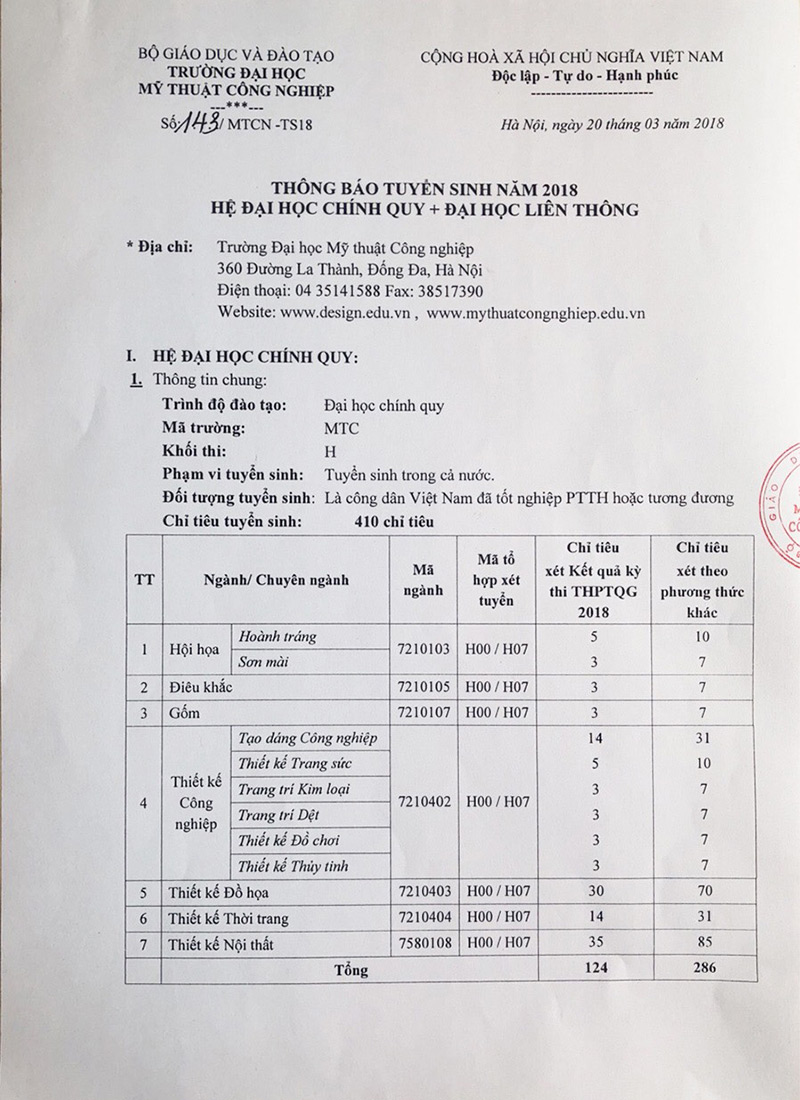 BỘ GIÁO DỤC VÀ ĐÀO TẠO
TRƯỜNG ĐẠI HỌC
MỸ THUẬT CÔNG NGHIỆP
---***---
Số: 143/ MTCN -TS18
CỘNG HOÀ XÃ HỘI CHỦ NGHĨA VIỆT NAM
Độc lập - Tự do - Hạnh phúc
------------------------
Hà Nội, ngày 20 tháng 03 năm 2018
THÔNG BÁO TUYỂN SINH NĂM 2018
HỆ ĐẠI HỌC CHÍNH QUY + ĐẠI HỌC LIÊN THÔNG
* Địa chỉ: Trường Đại học Mỹ thuật Công nghiệp
360 Đường La Thành, Đống Đa, Hà Nội
Điện thoại: 04 35141588 Fax: 38517390
Website: www.design.edu.vn , www.mythuatcongnghiep.edu.vn
I. HỆ ĐẠI HỌC CHÍNH QUY:
1. Thông tin chung:
Trình độ đào tạo: Đại học chính quy
Mã trường: MTC
Khối thi: H
Phạm vi tuyển sinh: Tuyển sinh trong cả nước.
Đối tượng tuyển sinh: Là công dân Việt Nam đã tốt nghiệp PTTH hoặc tương đương
Chỉ tiêu tuyển sinh: 410 chỉ tiêu
TT Ngành/ Chuyên ngành Mã ngành Mã tổ hợp xét tuyển Chỉ tiêu xét Kết quả kỳ thi THPTQG 2018 Chỉ tiêu xét theo phương thức khác
1 Hội họa Hoành tráng 7210103 H00 / H07 5 10
Sơn mài 3 7
2 Điêu khắc 7210105 H00 / H07 3 7
3 Gốm 7210107 H00 / H07 3 7
4 Thiết kế Công nghiệp Tạo dáng Công nghiệp 7210402 H00 / H07 14 31
Thiết kế Trang sức 5 10
Trang trí Kim loại 3 7
Trang trí Dệt 3 7
Thiết kế Đồ chơi 3 7
Thiết kế Thủy tinh 3 7
5 Thiết kế Đồ họa 7210403 H00 / H07 30 70
6 Thiết kế Thời trang 7210404 H00 / H07 14 31
7 Thiết kế Nội thất 7580108 H00 / H07 35 85
Tổng 124 286
GIÁO